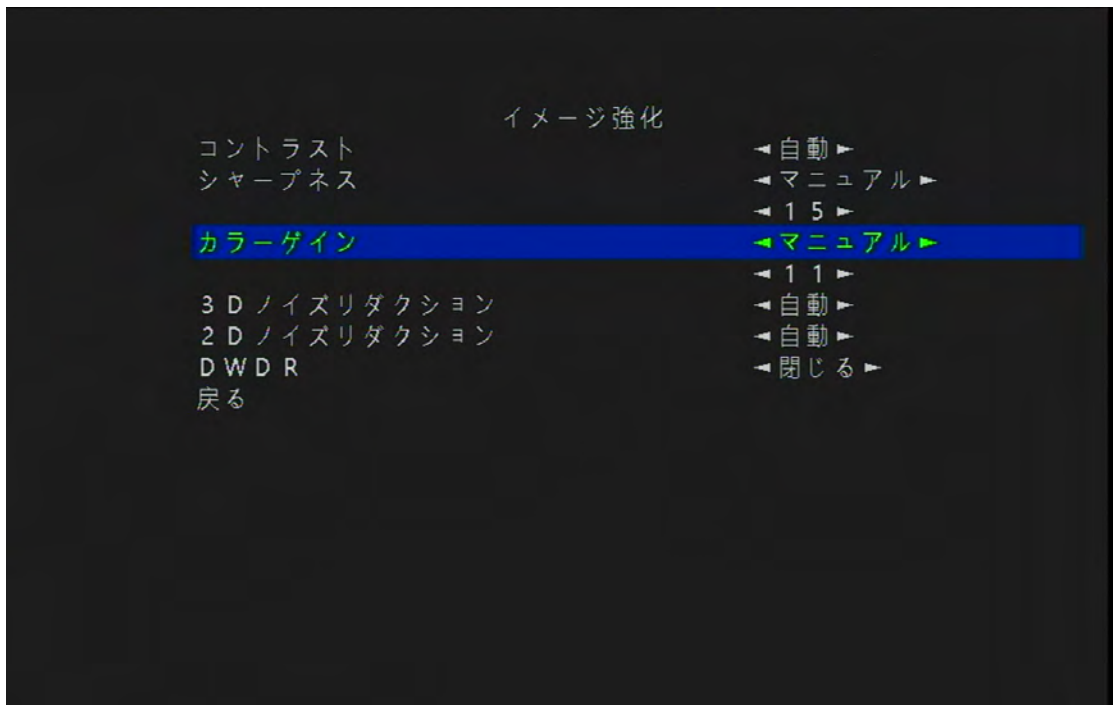 イメージ強化
コントラスト ◄自動►
シャープネス ◄マニュアル►
◄15►
カラーゲイン ◄マニュアル►
◄11►
3Dノイズリダクション ◄自動►
2Dノイズリダクション ◄自動►
DWDR ◄閉じる►
戻る